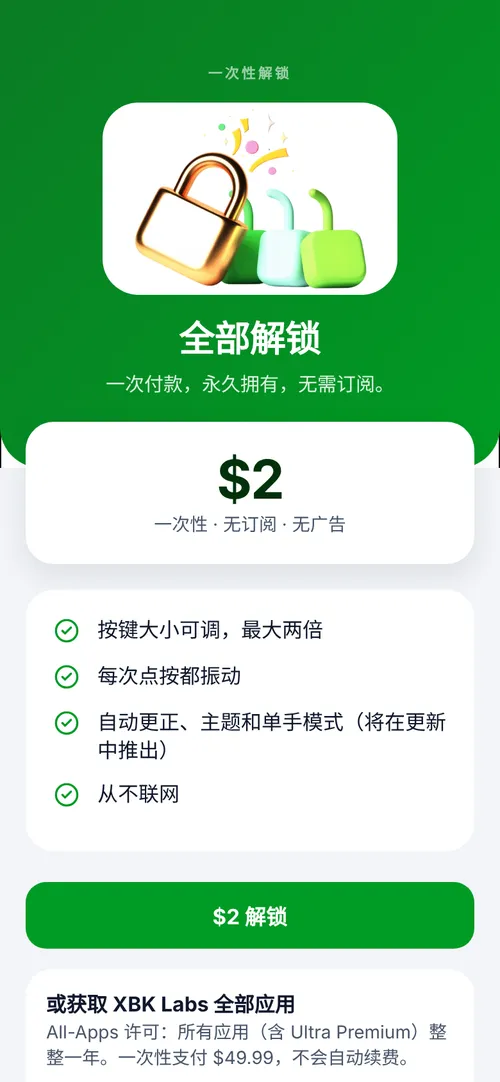 一次性解锁
全部解锁
一次付款，永久拥有，无需订阅。
$2
一次性 · 无订阅 · 无广告
按键大小可调，最大两倍
每次点按都振动
自动更正、主题和单手模式（将在更新
中推出）
从不联网
$2 解锁
或获取 XBK Labs 全部应用
All-Apps 许可：所有应用（含 Ultra Premium）整
整一年。一次性支付 $49.99，不会自动续费。